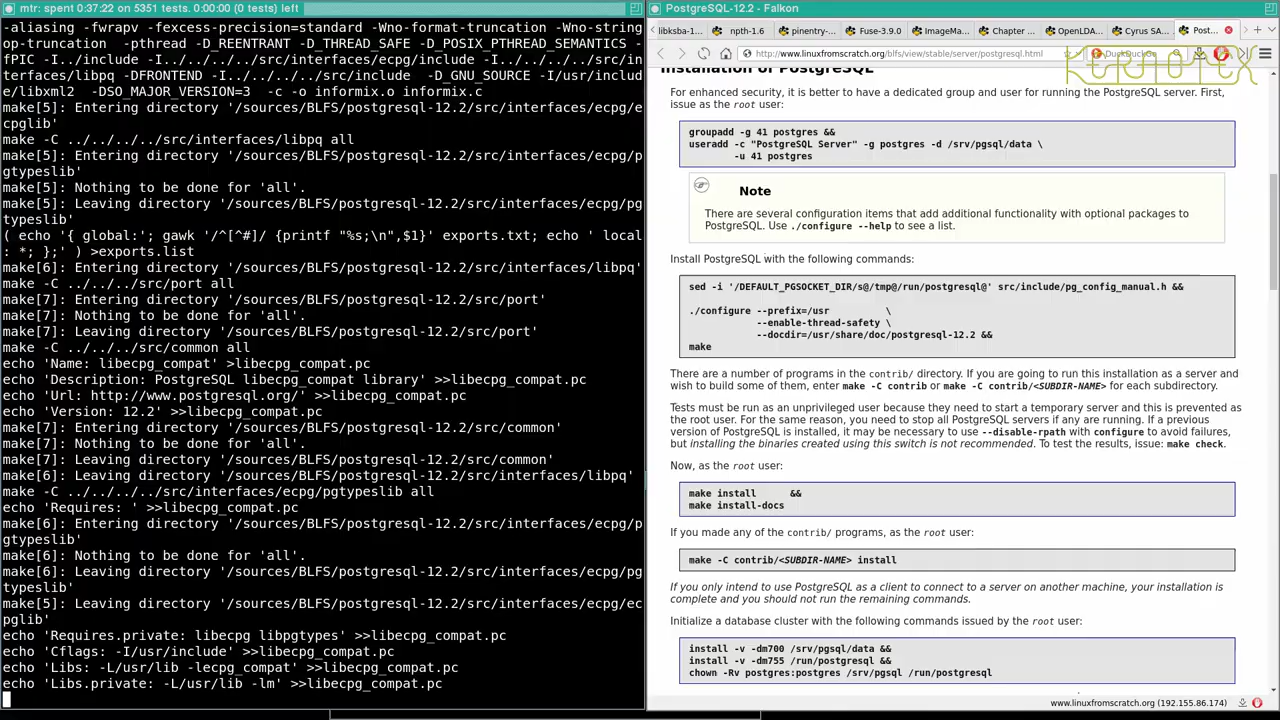 mtr: spent 0:37:22 on 5351 tests. 0:00:00 (0 tests) left
-aliasing -fwrapv -fexcess-precision=standard -Wno-format-truncation -Wno-string
op-truncation  -pthread -D_REENTRANT -D_THREAD_SAFE -D_POSIX_PTHREAD_SEMANTICS -
fPIC -I../include -I../../../../src/interfaces/ecpg/include -I../../../../src/in
terfaces/libpq -DFRONTEND -I../../../../src/include  -D_GNU_SOURCE -I/usr/includ
e/libxml2  -DSO_MAJOR_VERSION=3  -c -o informix.o informix.c
make[5]: Entering directory '/sources/BLFS/postgresql-12.2/src/interfaces/ecpg/e
cpglib'
make -C ../../../../src/interfaces/libpq all
make[5]: Entering directory '/sources/BLFS/postgresql-12.2/src/interfaces/ecpg/p
gtypeslib'
make[5]: Nothing to be done for 'all'.
make[5]: Leaving directory '/sources/BLFS/postgresql-12.2/src/interfaces/ecpg/pg
typeslib'
( echo '{ global:'; gawk '/^[^#]/ {printf "%s;\n",$1}' exports.txt; echo ' local
: *; };' ) >exports.list
make[6]: Entering directory '/sources/BLFS/postgresql-12.2/src/interfaces/libpq'
make -C ../../../src/port all
make[7]: Entering directory '/sources/BLFS/postgresql-12.2/src/port'
make[7]: Nothing to be done for 'all'.
make[7]: Leaving directory '/sources/BLFS/postgresql-12.2/src/port'
make -C ../../../src/common all
echo 'Name: libecpg_compat' >libecpg_compat.pc
echo 'Description: PostgreSQL libecpg_compat library' >>libecpg_compat.pc
echo 'Url: http://www.postgresql.org/' >>libecpg_compat.pc
echo 'Version: 12.2' >>libecpg_compat.pc
make[7]: Entering directory '/sources/BLFS/postgresql-12.2/src/common'
make[7]: Nothing to be done for 'all'.
make[7]: Leaving directory '/sources/BLFS/postgresql-12.2/src/common'
make[6]: Leaving directory '/sources/BLFS/postgresql-12.2/src/interfaces/libpq'
make -C ../../../../src/interfaces/ecpg/pgtypeslib all
echo 'Requires: ' >>libecpg_compat.pc
make[6]: Entering directory '/sources/BLFS/postgresql-12.2/src/interfaces/ecpg/p
gtypeslib'
make[6]: Nothing to be done for 'all'.
make[6]: Leaving directory '/sources/BLFS/postgresql-12.2/src/interfaces/ecpg/pg
typeslib'
make[5]: Leaving directory '/sources/BLFS/postgresql-12.2/src/interfaces/ecpg/ec
pglib'
echo 'Requires.private: libecpg libpgtypes' >>libecpg_compat.pc
echo 'Cflags: -I/usr/include' >>libecpg_compat.pc
echo 'Libs: -L/usr/lib -lecpg_compat' >>libecpg_compat.pc
echo 'Libs.private: -L/usr/lib -lm' >>libecpg_compat.pc
PostgreSQL-12.2 - Falkon
libksba-1... npth-1.6 pinentry-... Fuse-3.9.0 ImageMa... Chapter ... OpenLDA... Cyrus SA... Post...
http://www.linuxfromscratch.org/blfs/view/stable/server/postgresql.html DuckDuckGo
KERNOTEX
Installation of PostgreSQL
For enhanced security, it is better to have a dedicated group and user for running the PostgreSQL server. First,
issue as the root user:
groupadd -g 41 postgres &&
useradd -c "PostgreSQL Server" -g postgres -d /srv/pgsql/data \
-u 41 postgres
Note
There are several configuration items that add additional functionality with optional packages to
PostgreSQL. Use ./configure --help to see a list.
Install PostgreSQL with the following commands:
sed -i '/DEFAULT_PGSOCKET_DIR/s@/tmp@/run/postgresql@' src/include/pg_config_manual.h &&
./configure --prefix=/usr          \
--enable-thread-safety \
--docdir=/usr/share/doc/postgresql-12.2 &&
make
There are a number of programs in the contrib/ directory. If you are going to run this installation as a server and
wish to build some of them, enter make -C contrib or make -C contrib/<SUBDIR-NAME> for each subdirectory.
Tests must be run as an unprivileged user because they need to start a temporary server and this is prevented as
the root user. For the same reason, you need to stop all PostgreSQL servers if any are running. If a previous
version of PostgreSQL is installed, it may be necessary to use --disable-rpath with configure to avoid failures,
but installing the binaries created using this switch is not recommended. To test the results, issue: make check.
Now, as the root user:
make install      &&
make install-docs
If you made any of the contrib/ programs, as the root user:
make -C contrib/<SUBDIR-NAME> install
If you only intend to use PostgreSQL as a client to connect to a server on another machine, your installation is
complete and you should not run the remaining commands.
Initialize a database cluster with the following commands issued by the root user:
install -v -dm700 /srv/pgsql/data &&
install -v -dm755 /run/postgresql &&
chown -Rv postgres:postgres /srv/pgsql /run/postgresql
www.linuxfromscratch.org (192.155.86.174)